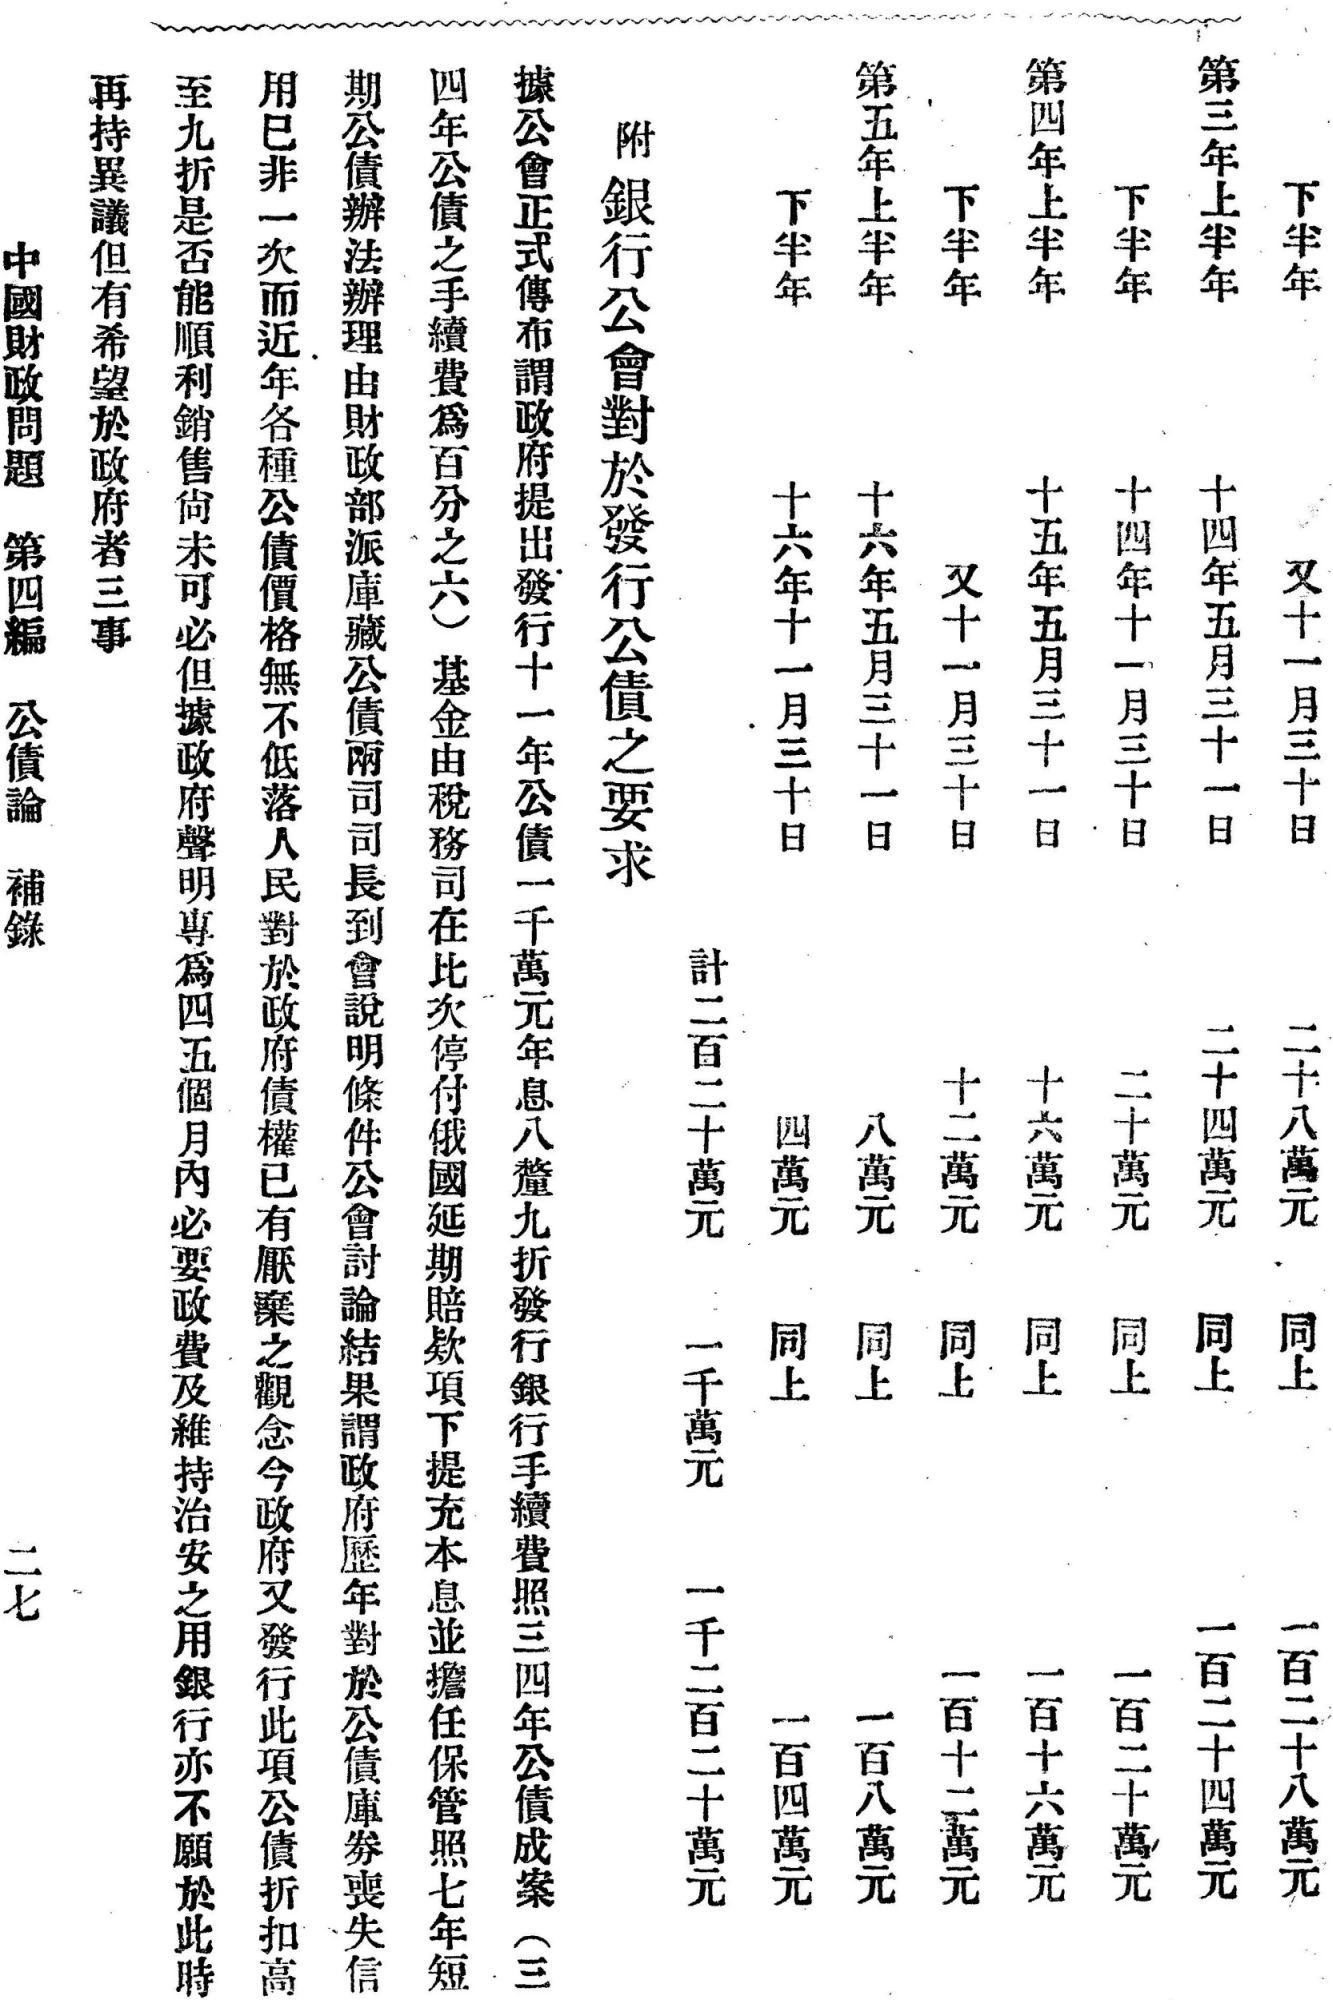 下半年　又十一月三十日　二十八萬元　同上　一百二十八萬元
第三年上半年　十四年五月三十一日　二十四萬元　同上　一百二十四萬元
下半年　十四年十一月三十日　二十萬元　同上　一百二十萬元
第四年上半年　十五年五月三十一日　十六萬元　同上　一百十六萬元
下半年　又十一月三十日　十二萬元　同上　一百十二萬元
第五年上半年　十六年五月三十一日　八萬元　同上　一百八萬元
下半年　十六年十一月三十日　四萬元　同上　一百四萬元
計二百二十萬元　一千萬元　一千二百二十萬元
附銀行公會對於發行公債之要求
據公會正式傳布謂政府提出發行十一年公債一千萬元年息八釐九折發行銀行手續費照三四年公債成案（三
四年公債之手續費爲百分之六）基金由稅務司在比次停付俄國延期賠欵項下提充本息並擔任保管照七年短
期公債辦法辦理由財政部派庫藏公債兩司司長到會說明條件公會討論結果謂政府歷年對於公債庫券喪失信
用巳非一次而近年各種公債價格無不低落人民對於政府債權已有厭棄之觀念今政府又發行此項公債折扣高
至九折是否能順利銷售尙未可必但據政府聲明專爲四五個月內必要政費及維持治安之用銀行亦不願於此時
再持異議但有希望於政府者三事
中國財政問題　第四編　公債論　補錄　二七